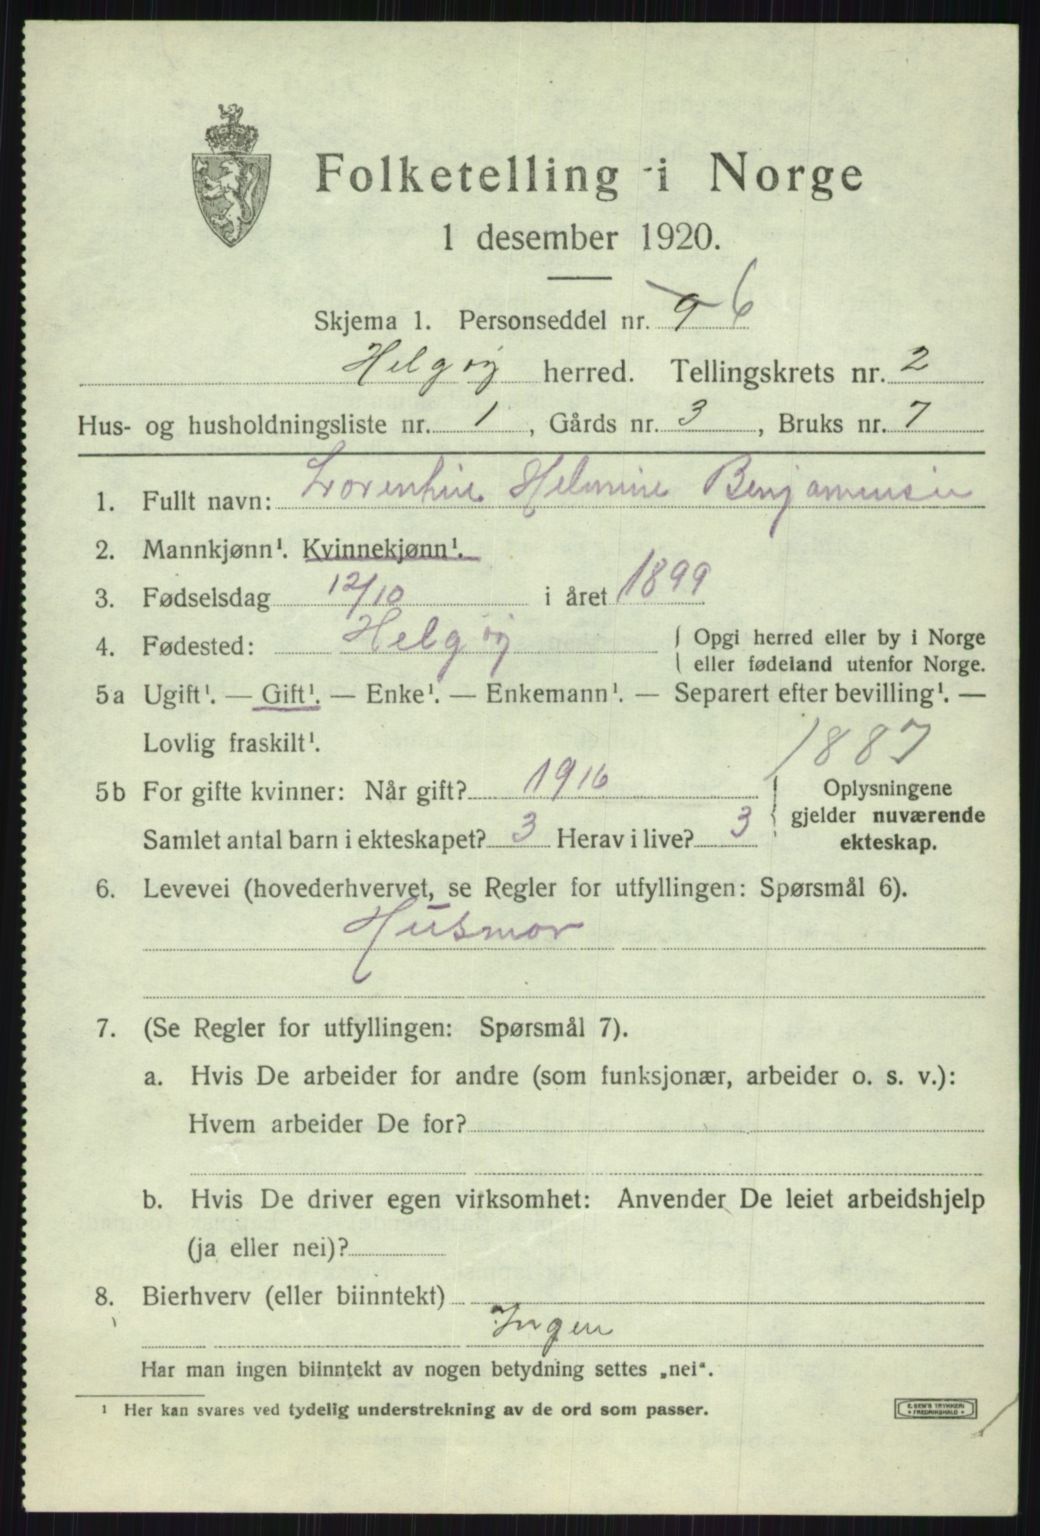 Folketelling i Norge
1 desember 1920.
Skjema 1. Personseddel nr. 9 6
Helgøy herred. Tellingskrets nr. 2
Hus- og husholdningsliste nr. 1, Gårds nr. 3, Bruks nr. 7
1. Fullt navn: Lorentine Helmine Benjamensen
2. Mannkjønn¹. Kvinnekjønn¹.
3. Fødselsdag 12/10 i året 1899
4. Fødested: Helgøy { Opgi herred eller by i Norge
eller fødeland utenfor Norge.
5a Ugift¹. — Gift¹. — Enke¹. — Enkemann¹. — Separert efter bevilling¹. —
Lovlig fraskilt¹.
1887
5b For gifte kvinner: Når gift? 1916
Samlet antal barn i ekteskapet? 3 Herav i live? 3
Oplysningene
gjelder nuværende
ekteskap.
6. Levevei (hovederhvervet, se Regler for utfyllingen: Spørsmål 6).
Husmor
7. (Se Regler for utfyllingen: Spørsmål 7).
a. Hvis De arbeider for andre (som funksjonær, arbeider o. s. v.):
Hvem arbeider De for?
b. Hvis De driver egen virksomhet: Anvender De leiet arbeidshjelp
(ja eller nei)?
8. Bierhverv (eller biinntekt)
Ingen
Har man ingen biinntekt av nogen betydning settes „nei“.
¹ Her kan svares ved tydelig understrekning av de ord som passer.
E. SEM'S TRYKKERI
• FREDRIKSHALD •